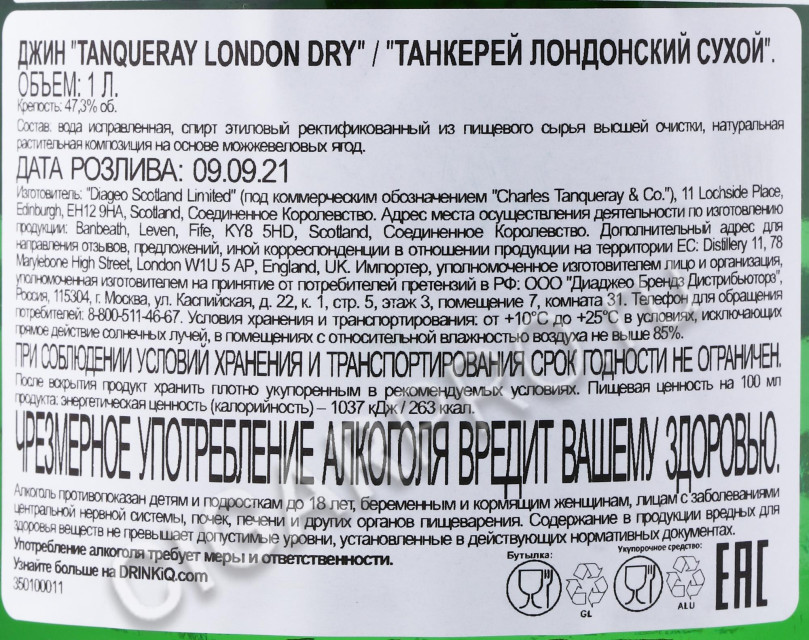 ДЖИН "TANQUERAY LONDON DRY" / "ТАНКЕРЕЙ ЛОНДОНСКИЙ СУХОЙ".
ОБЪЕМ: 1 Л.
Крепость: 47,3% об.
Состав: вода исправленная, спирт этиловый ректификованный из пищевого сырья высшей очистки, натуральная
растительная композиция на основе можжевеловых ягод.
ДАТА РОЗЛИВА: 09.09.21
Изготовитель: "Diageo Scotland Limited" (под коммерческим обозначением "Charles Tanqueray & Co."), 11 Lochside Place,
Edinburgh, EH12 9HA, Scotland, Соединенное Королевство. Адрес места осуществления деятельности по изготовлению
продукции: Banbeath, Leven, Fife, KY8 5HD, Scotland, Соединенное Королевство. Дополнительный адрес для
направления отзывов, предложений, иной корреспонденции в отношении продукции на территории ЕС: Distillery 11, 78
Marylebone High Street, London W1U 5 AP, England, UK. Импортер, уполномоченное изготовителем лицо и организация,
уполномоченная изготовителем на принятие от потребителей претензий в РФ: ООО "Диаджео Брендз Дистрибьюторз",
Россия, 115304, г. Москва, ул. Каспийская, д. 22, к. 1, стр. 5, этаж 3, помещение 7, комната 31. Телефон для обращения
потребителей: 8-800-511-46-67. Условия хранения и транспортирования: от +10°С до +25°С в условиях, исключающих
прямое действие солнечных лучей, в помещениях с относительной влажностью воздуха не выше 85%.
ПРИ СОБЛЮДЕНИИ УСЛОВИЙ ХРАНЕНИЯ И ТРАНСПОРТИРОВАНИЯ СРОК ГОДНОСТИ НЕ ОГРАНИЧЕН.
После вскрытия продукт хранить плотно укупоренным в рекомендуемых условиях. Пищевая ценность на 100 мл
продукта: энергетическая ценность (калорийность) – 1037 кДж / 263 ккал.
ЧРЕЗМЕРНОЕ УПОТРЕБЛЕНИЕ АЛКОГОЛЯ ВРЕДИТ ВАШЕМУ ЗДОРОВЬЮ.
Алкоголь противопоказан детям и подросткам до 18 лет, беременным и кормящим женщинам, лицам с заболеваниями
центральной нервной системы, почек, печени и других органов пищеварения. Содержание в продукции вредных для
здоровья веществ не превышает допустимые уровни, установленные в действующих нормативных документах.
Употребление алкоголя требует меры и ответственности.
Узнайте больше на DRINKiQ.com
350100011
Бутылка:
Укупорочное средство:
GL
ALU
EAC